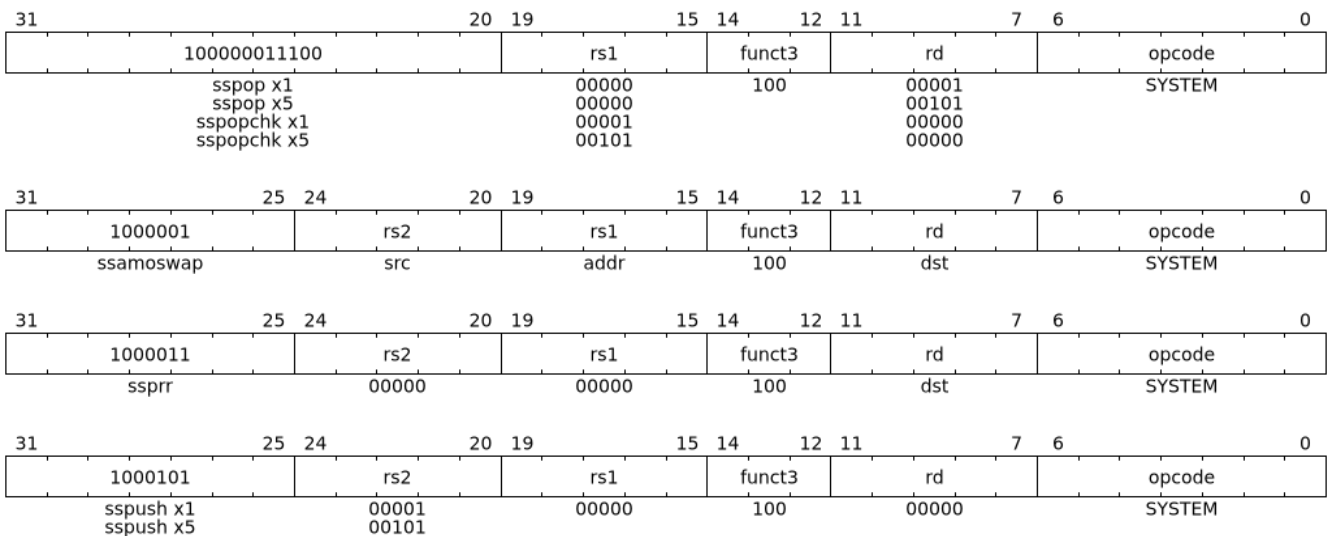 31 20 19 15 14 12 11 7 6 0
100000011100 rs1 funct3 rd opcode
sspop x1 00000 100 00001 SYSTEM
sspop x5 00000 00101
sspopchk x1 00001 00000
sspopchk x5 00101 00000
31 25 24 20 19 15 14 12 11 7 6 0
1000001 rs2 rs1 funct3 rd opcode
ssamoswap src addr 100 dst SYSTEM
31 25 24 20 19 15 14 12 11 7 6 0
1000011 rs2 rs1 funct3 rd opcode
ssprr 00000 00000 100 dst SYSTEM
31 25 24 20 19 15 14 12 11 7 6 0
1000101 rs2 rs1 funct3 rd opcode
sspush x1 00001 00000 100 00000 SYSTEM
sspush x5 00101